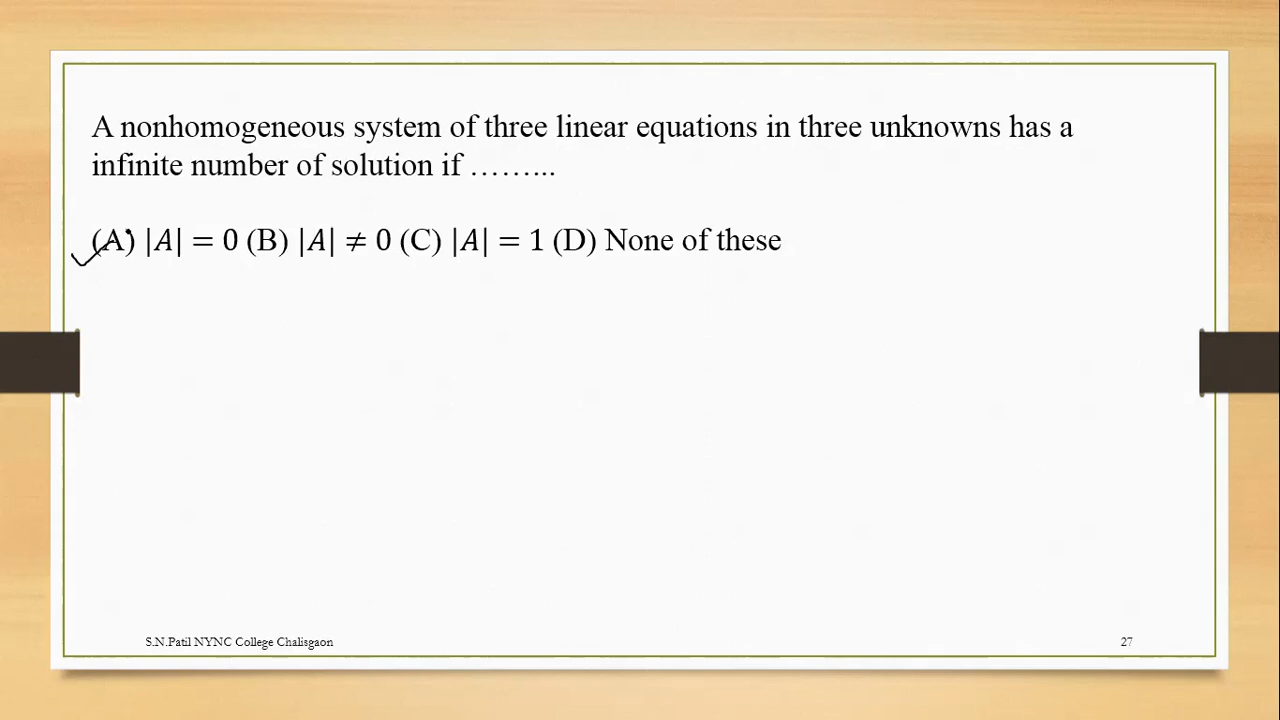 A nonhomogeneous system of three linear equations in three unknowns has a
infinite number of solution if ………..
(A) |𝐴| = 0 (B) |𝐴| ≠ 0 (C) |𝐴| = 1 (D) None of these
S.N.Patil NYNC College Chalisgaon
27